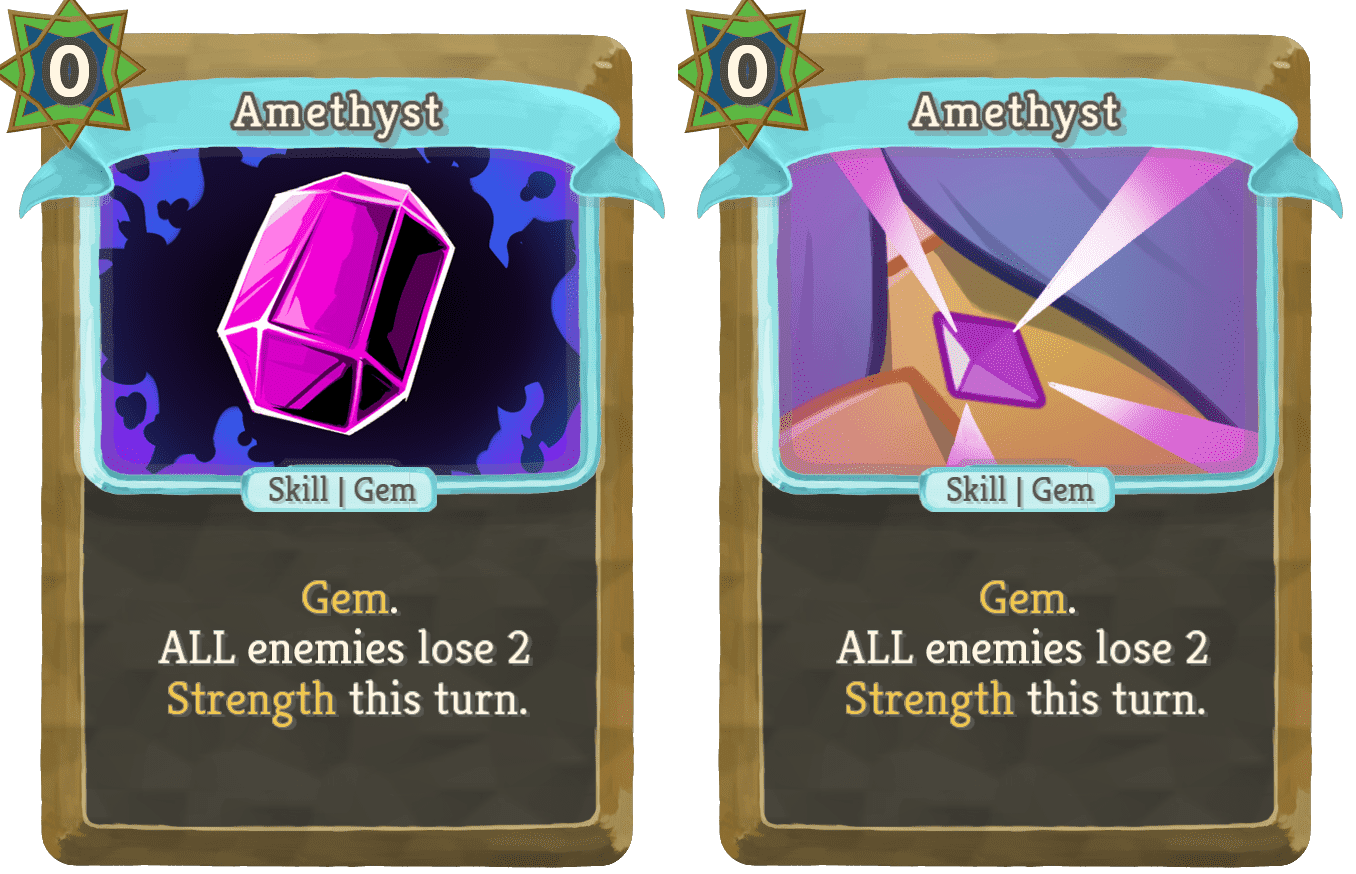 0
Amethyst
Skill | Gem
Gem.
ALL enemies lose 2
Strength this turn.
0
Amethyst
Skill | Gem
Gem.
ALL enemies lose 2
Strength this turn.